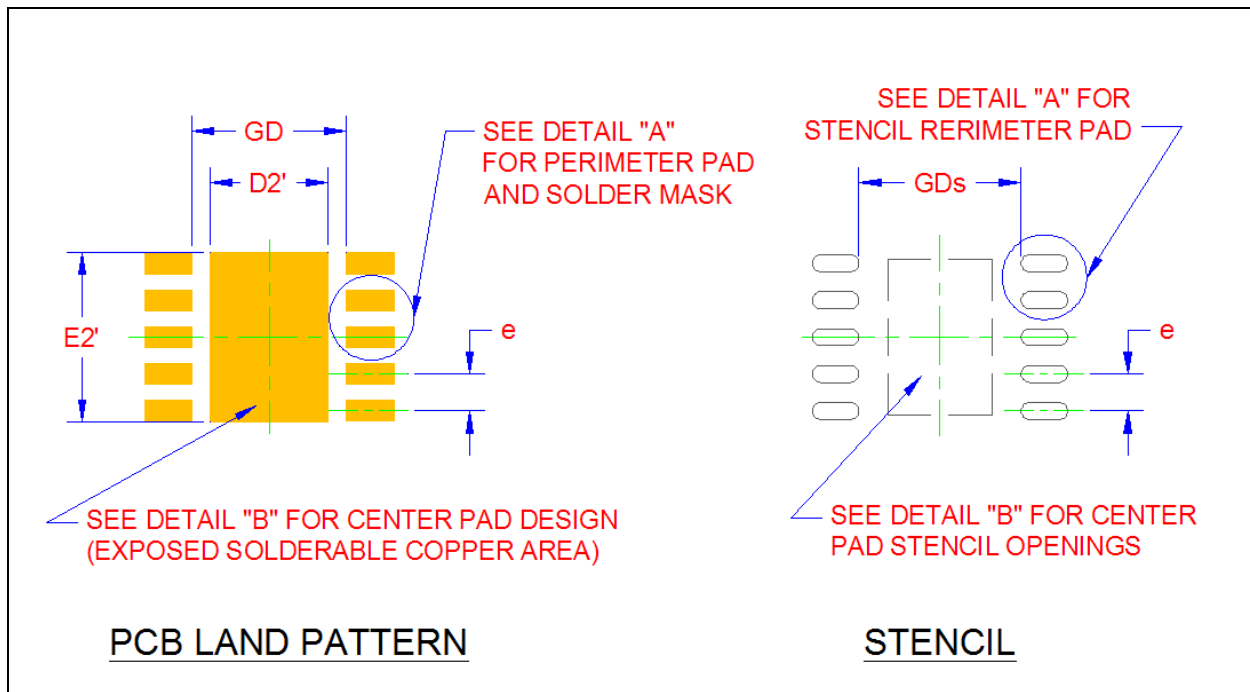 GD
D2'
SEE DETAIL "A"
FOR PERIMETER PAD
AND SOLDER MASK
E2'
e
SEE DETAIL "B" FOR CENTER PAD DESIGN
(EXPOSED SOLDERABLE COPPER AREA)
PCB LAND PATTERN
SEE DETAIL "A" FOR
STENCIL RERIMETER PAD
GDs
e
SEE DETAIL "B" FOR CENTER
PAD STENCIL OPENINGS
STENCIL